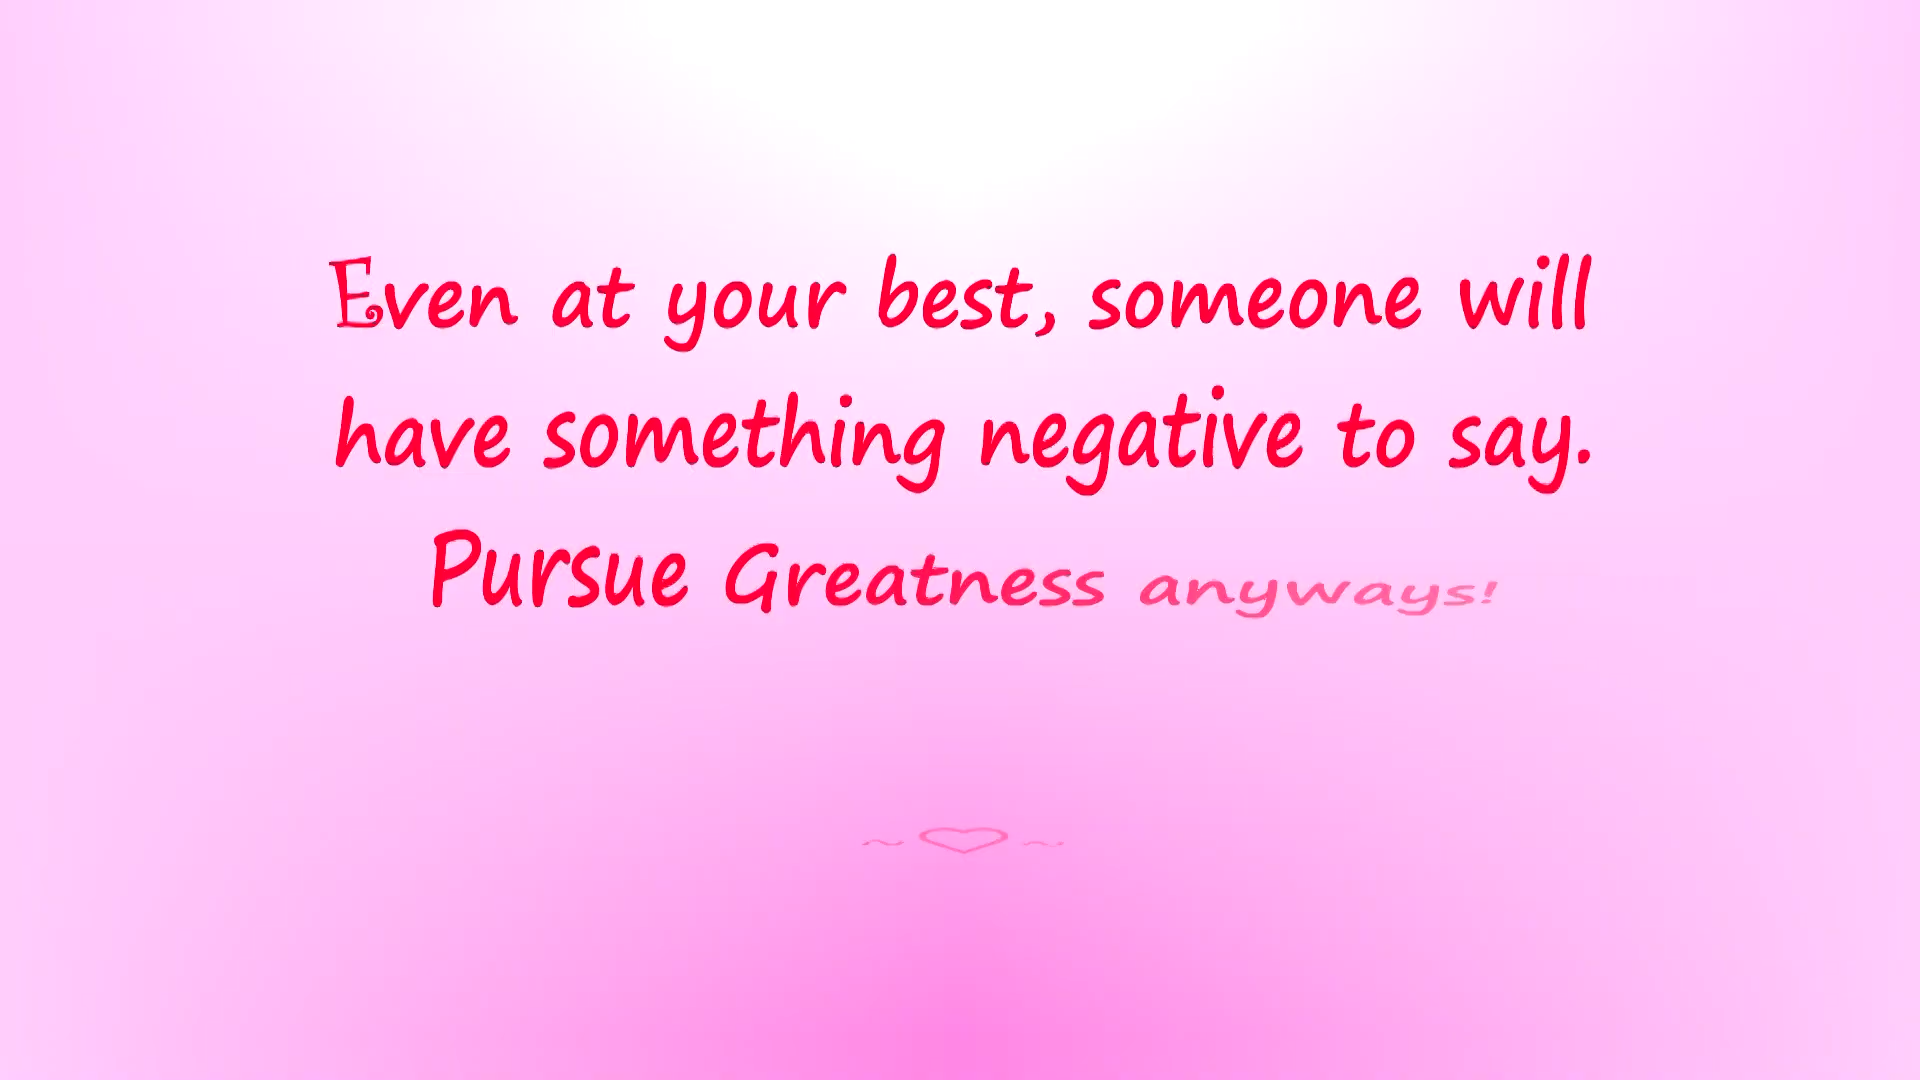 Even at your best, someone will
have something negative to say.
Pursue Greatness anyways!
~ ♡ ~